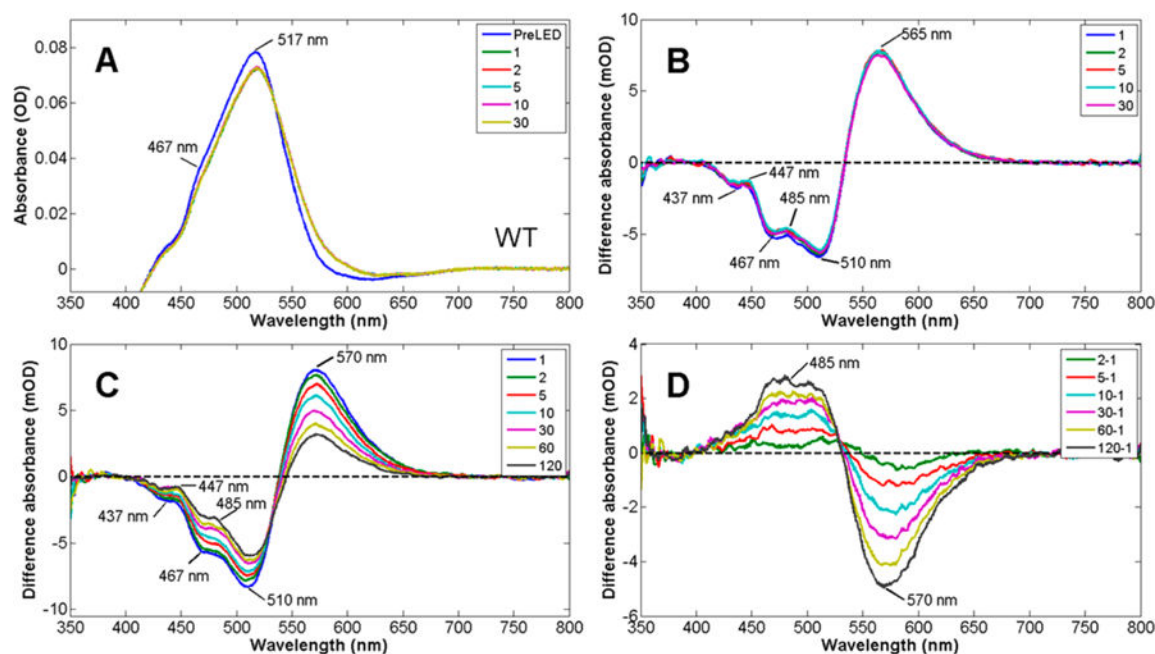 A
517 nm
467 nm
WT
PreLED
1
2
5
10
30
Absorbance (OD)
0.08
0.06
0.04
0.02
0
350 400 450 500 550 600 650 700 750 800
Wavelength (nm)
B
565 nm
447 nm
437 nm
485 nm
467 nm
510 nm
1
2
5
10
30
Difference absorbance (mOD)
10
5
0
-5
350 400 450 500 550 600 650 700 750 800
Wavelength (nm)
C
570 nm
447 nm
437 nm
485 nm
467 nm
510 nm
1
2
5
10
30
60
120
Difference absorbance (mOD)
10
5
0
-5
-10
350 400 450 500 550 600 650 700 750 800
Wavelength (nm)
D
485 nm
570 nm
2-1
5-1
10-1
30-1
60-1
120-1
Difference absorbance (mOD)
4
2
0
-2
-4
-6
350 400 450 500 550 600 650 700 750 800
Wavelength (nm)